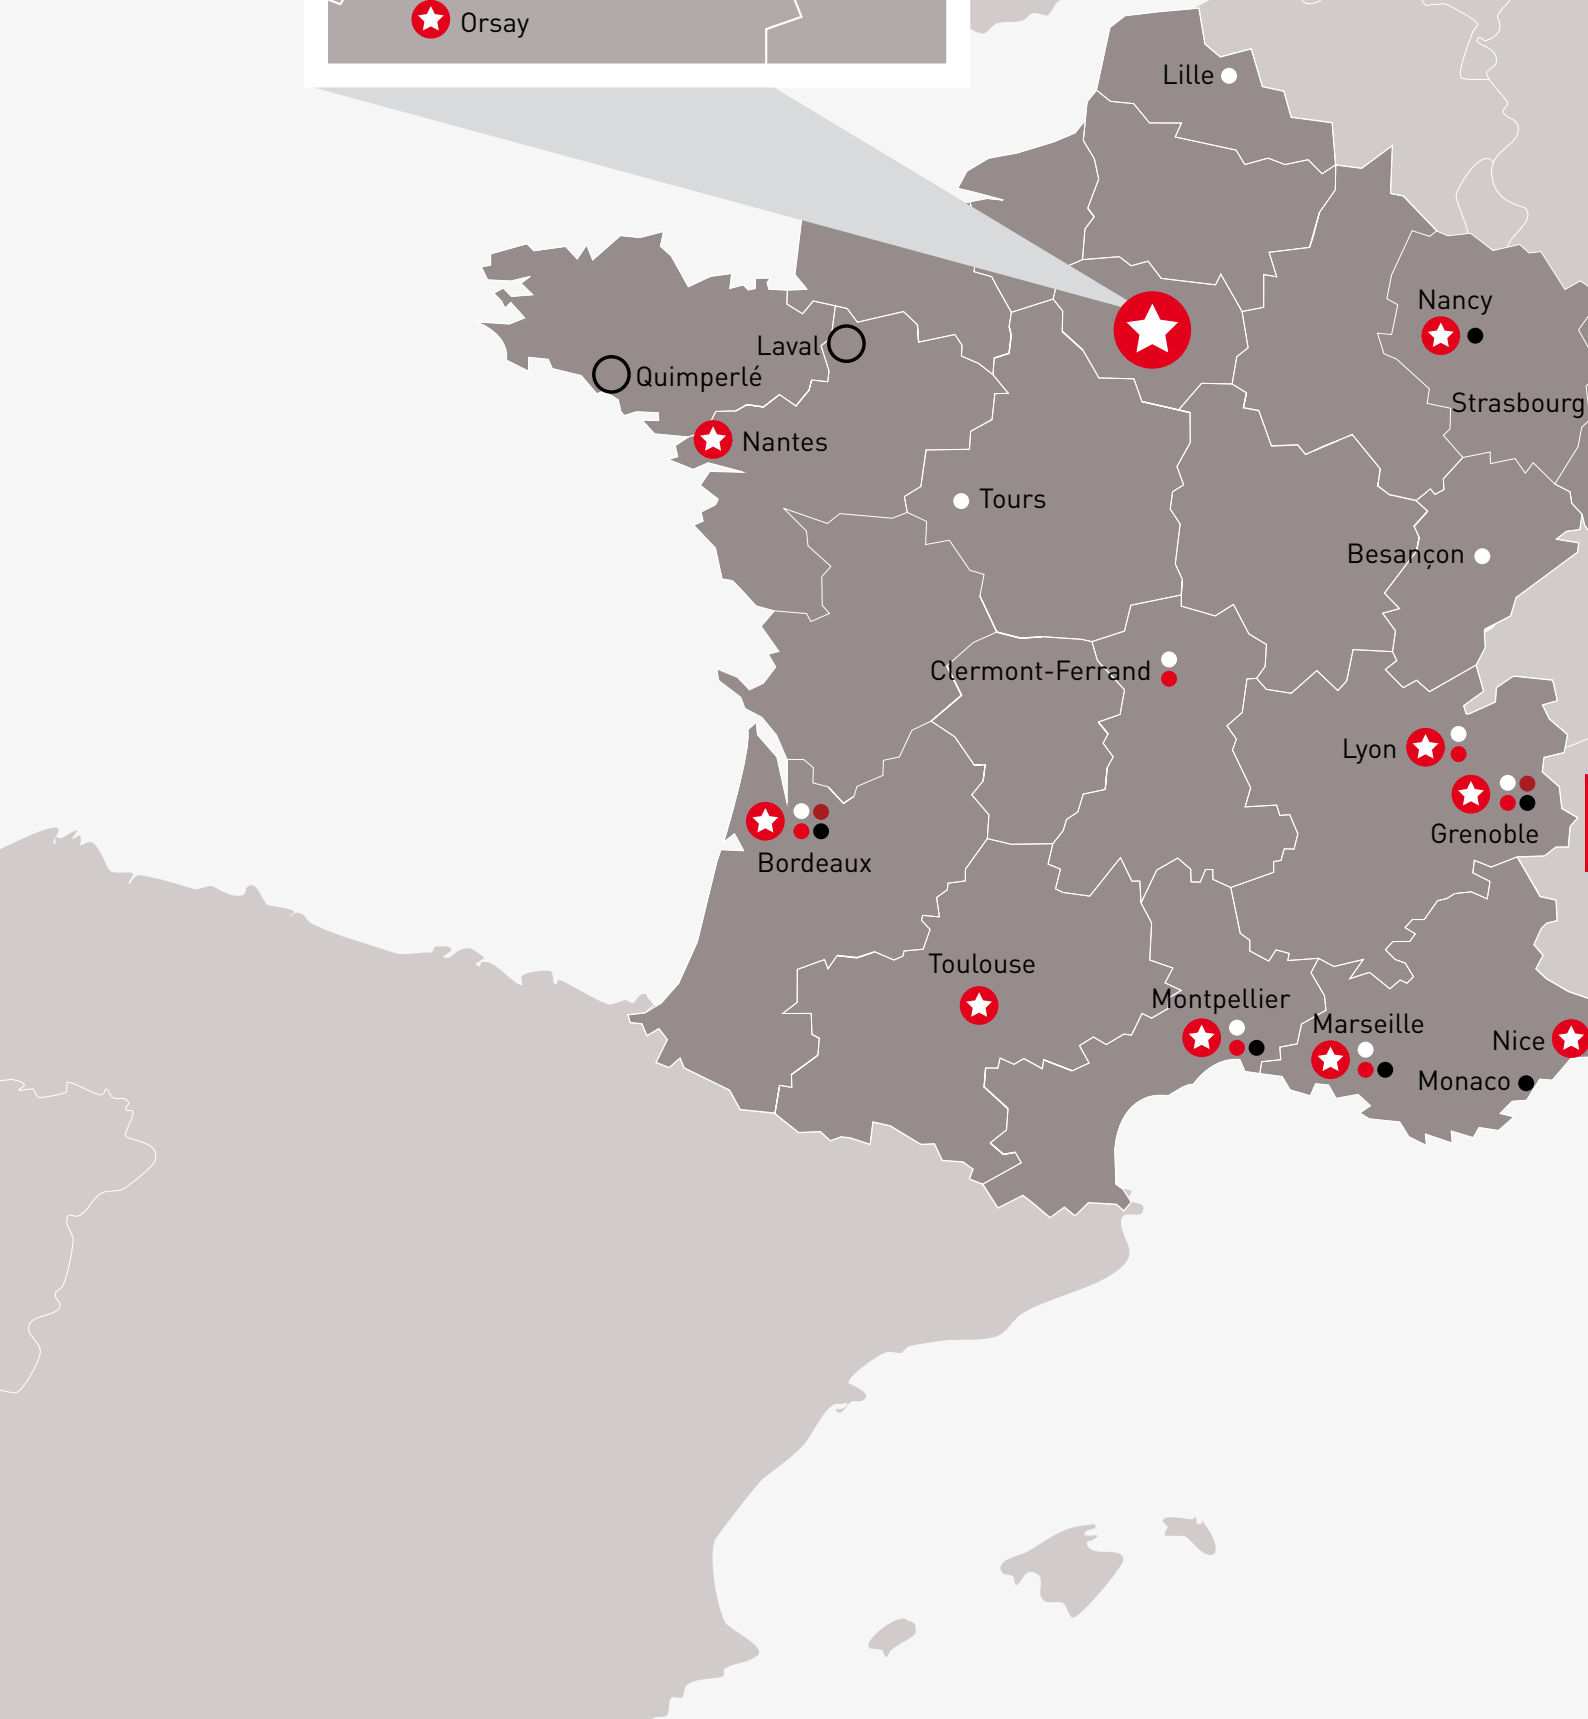 Orsay
Lille
Nancy
Laval
Quimperlé
Strasbourg
Nantes
Tours
Besançon
Clermont-Ferrand
Lyon
Grenoble
Bordeaux
Toulouse
Montpellier
Marseille
Nice
Monaco